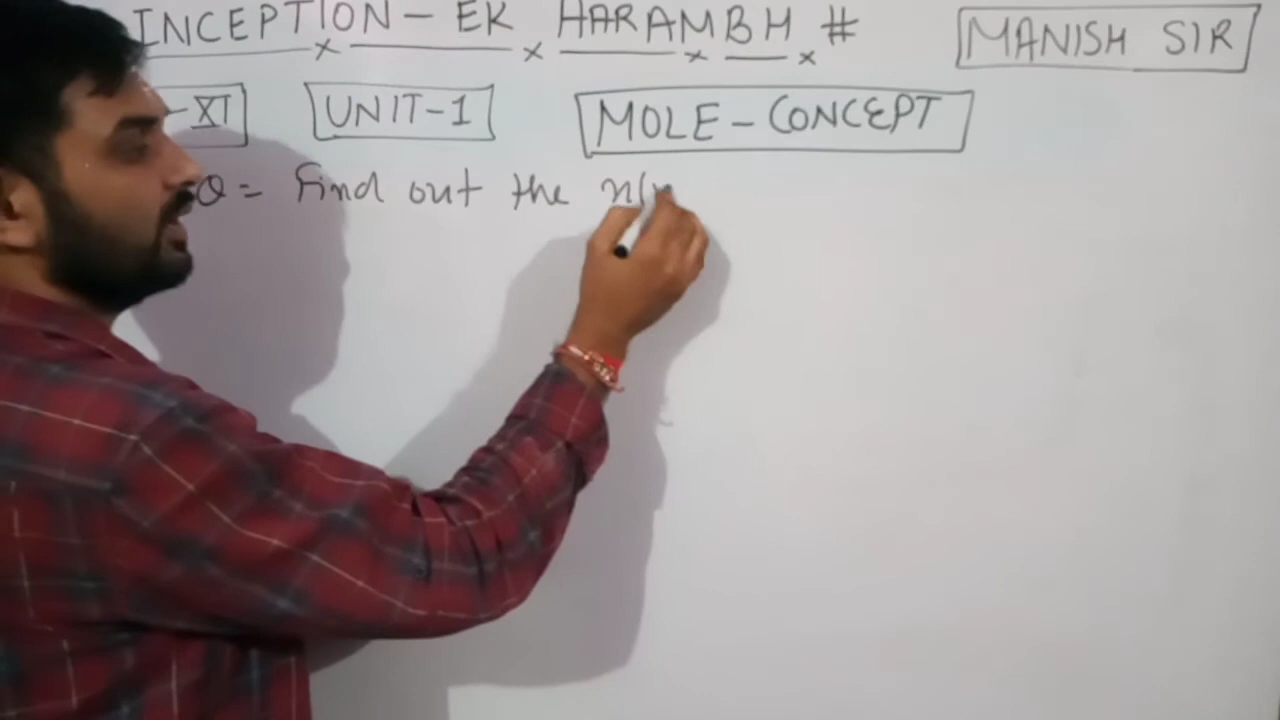 INCEPTION - EK HARAMBH #
MANISH SIR
- XI UNIT-1 MOLE - CONCEPT
Q = find out the